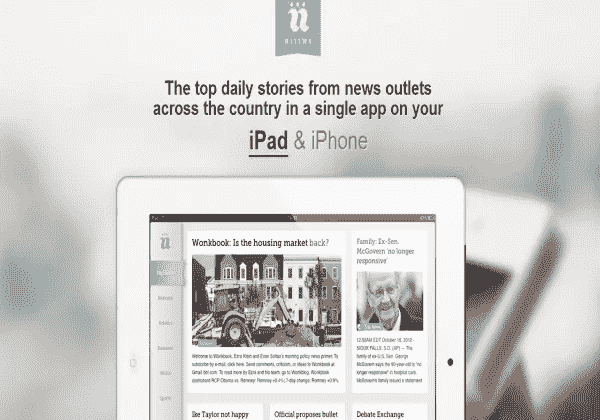 The top daily stories from news outlets
across the country in a single app on your
iPad & iPhone
Wonkbook: Is the housing market back?
Family: Ex-Sen.
McGovern 'no longer
responsive'
Welcome to Wonkbook, Ezra Klein and Evan Soltas's morning policy news primer. To
subscribe by e-mail, click here. Send comments, criticism, or ideas to Wonkbook at
Gmail dot com. To read more by Ezra and his team, go to Wonkblog. Wonkbook
RCP Obama vs. Romney: Romney +0.4%; 7-day change: Romney +0.9%
12:00AM EDT October 18, 2012 -
SIOUX FALLS, S.D. (AP) — The
family of ex-U.S. Sen. George
McGovern says the 90-year-old is "no
longer responsive" in hospice care.
McGovern's family issued a statement
Ike Taylor not happy
Official proposes bullet
Debate Exchange
Politics
Sports